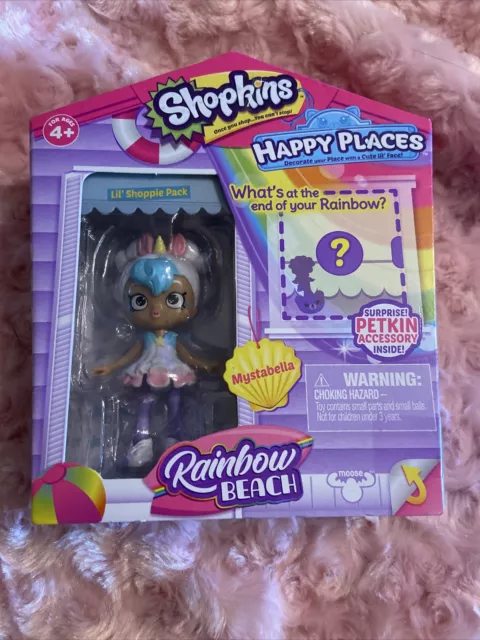 FOR AGES
4+
Shopkins
Once you shop...You can't stop!
HAPPY PLACES
Decorate your Place with a Cute lil' Face!
TM
Lil' Shoppie Pack
What's at the
end of your Rainbow?
?
SURPRISE!
PETKIN
ACCESSORY
INSIDE!
Mystabella
WARNING:
CHOKING HAZARD—
Toy contains small parts and small balls.
Not for children under 3 years.
Rainbow
BEACH
moose